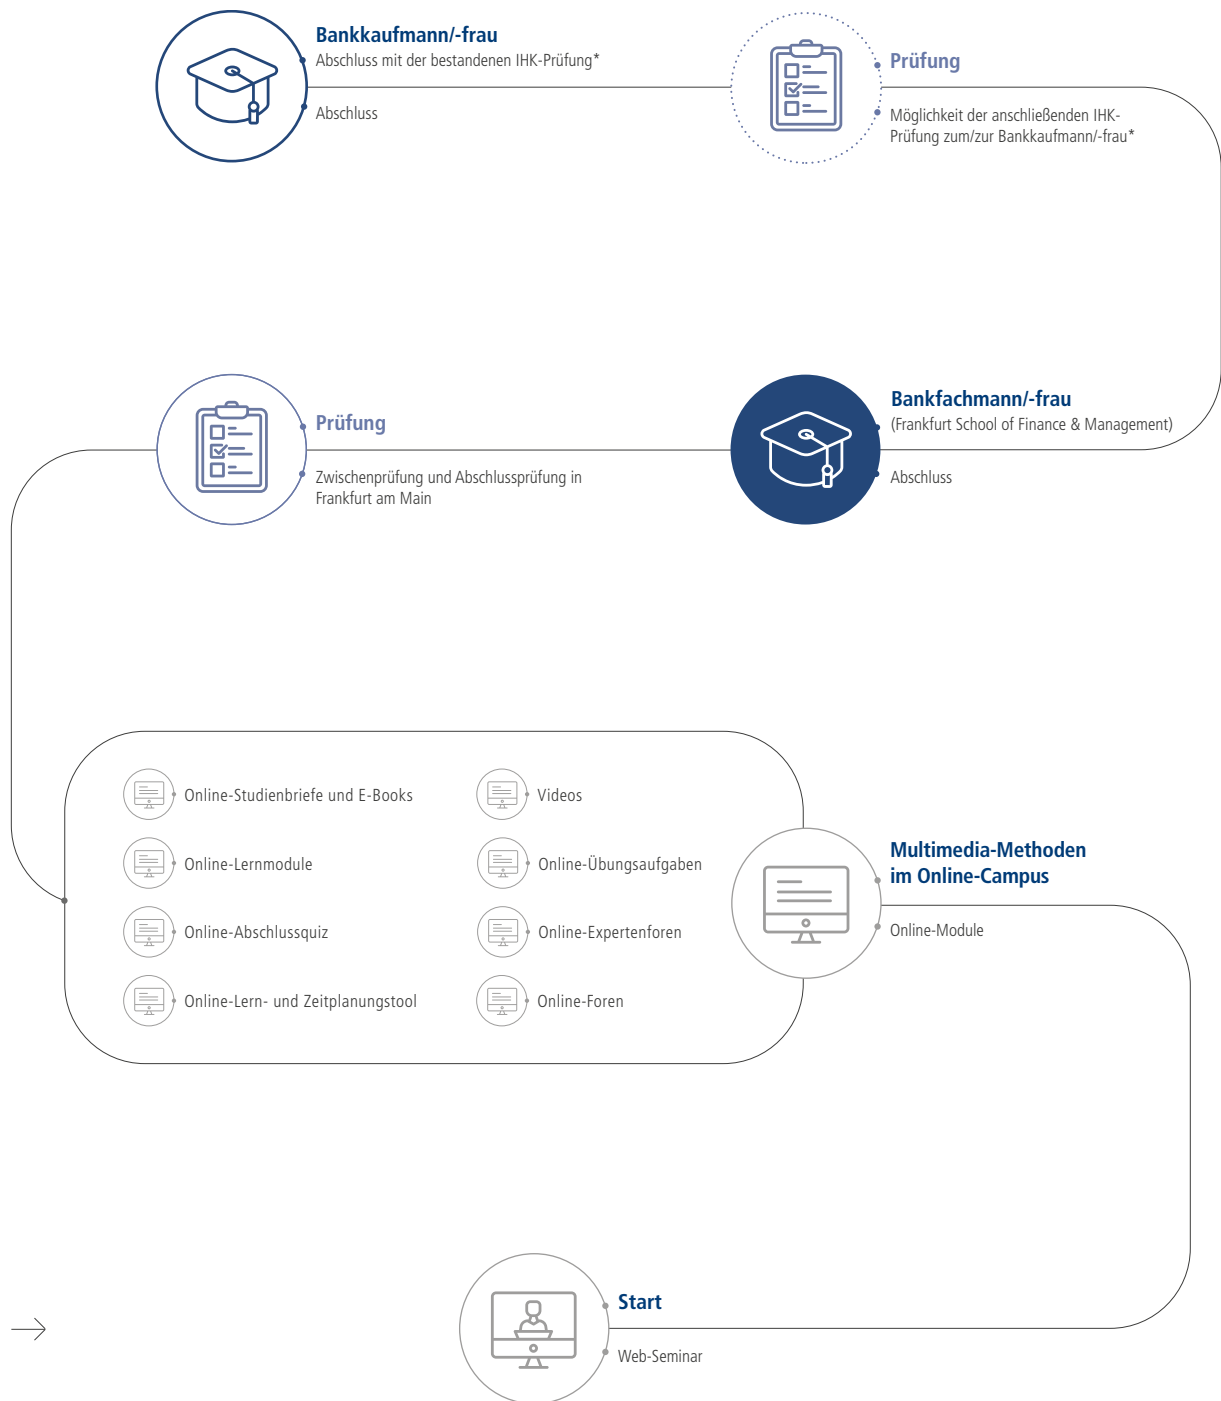 Bankkaufmann/-frau
Abschluss mit der bestandenen IHK-Prüfung*
Abschluss
Prüfung
Möglichkeit der anschließenden IHK-
Prüfung zum/zur Bankkaufmann/-frau*
Prüfung
Zwischenprüfung und Abschlussprüfung in
Frankfurt am Main
Bankfachmann/-frau
(Frankfurt School of Finance & Management)
Abschluss
Online-Studienbriefe und E-Books
Online-Lernmodule
Online-Abschlussquiz
Online-Lern- und Zeitplanungstool
Videos
Online-Übungsaufgaben
Online-Expertenforen
Online-Foren
Multimedia-Methoden
im Online-Campus
Online-Module
Start
Web-Seminar